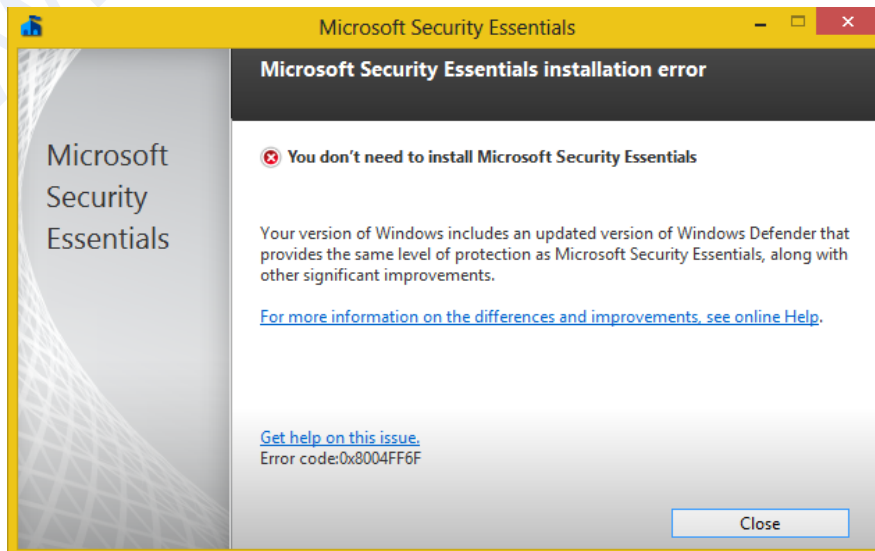 Microsoft Security Essentials
Microsoft Security Essentials installation error
Microsoft
Security
Essentials
You don't need to install Microsoft Security Essentials
Your version of Windows includes an updated version of Windows Defender that
provides the same level of protection as Microsoft Security Essentials, along with
other significant improvements.
For more information on the differences and improvements, see online Help.
Get help on this issue.
Error code:0x8004FF6F
Close